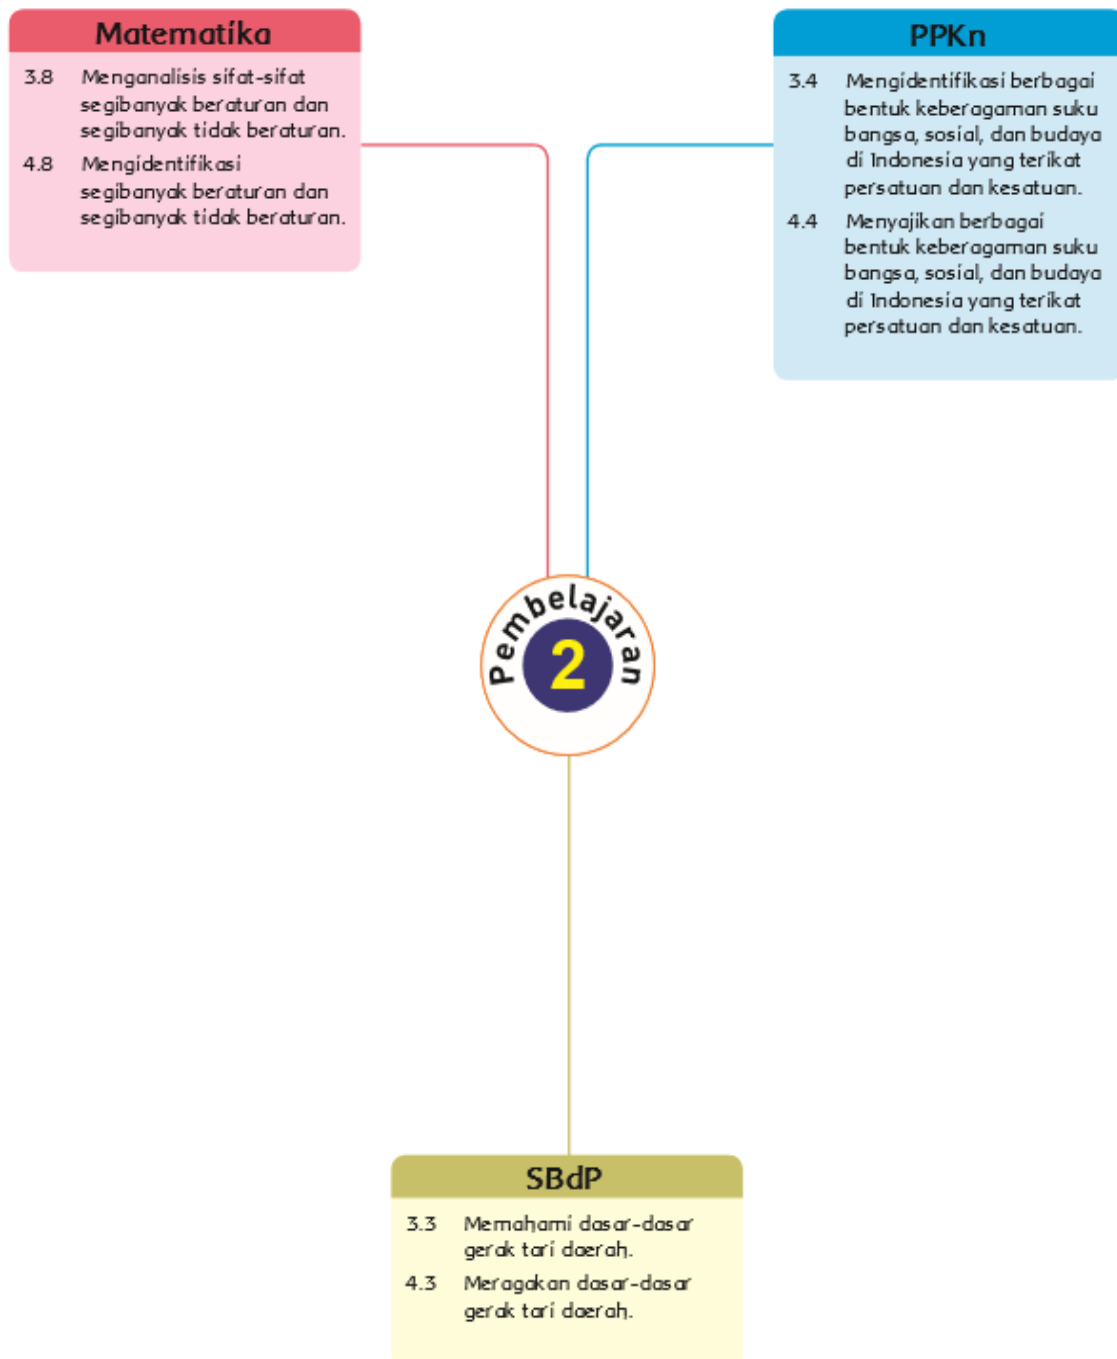 Matematika
3.8 Menganalisis sifat-sifat
segibanyak beraturan dan
segibanyak tidak beraturan.
4.8 Mengidentifikasi
segibanyak beraturan dan
segibanyak tidak beraturan.
PPKn
3.4 Mengidentifikasi berbagai
bentuk keberagaman suku
bangsa, sosial, dan budaya
di Indonesia yang terikat
persatuan dan kesatuan.
4.4 Menyajikan berbagai
bentuk keberagaman suku
bangsa, sosial, dan budaya
di Indonesia yang terikat
persatuan dan kesatuan.
Pembelajaran
2
SBdP
3.3 Memahami dasar-dasar
gerak tari daerah.
4.3 Meragakan dasar-dasar
gerak tari daerah.